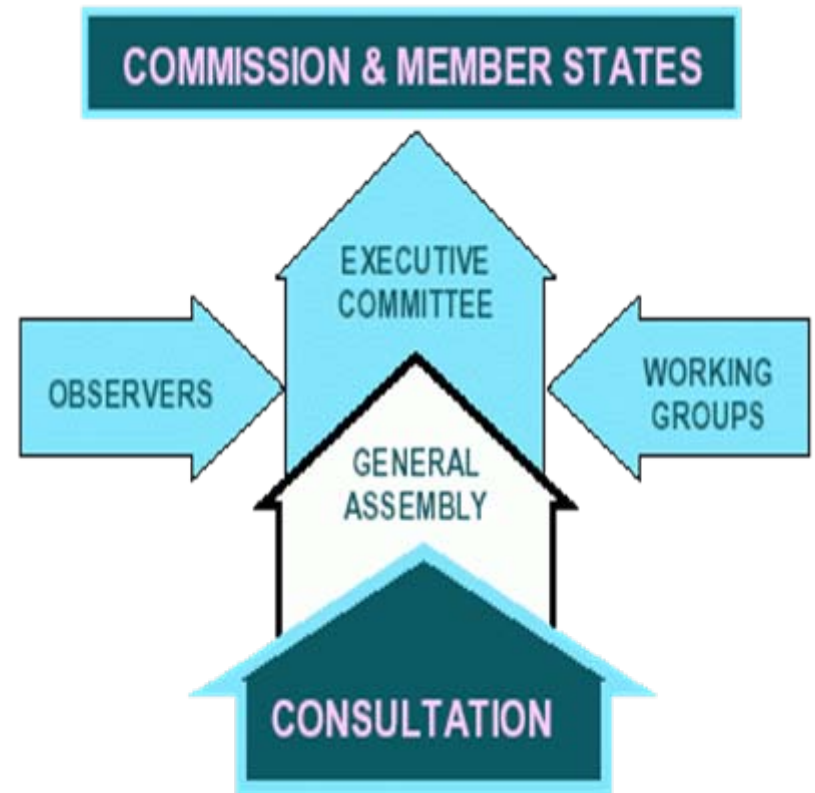 COMMISSION & MEMBER STATES
EXECUTIVE
COMMITTEE
OBSERVERS
WORKING
GROUPS
GENERAL
ASSEMBLY
CONSULTATION